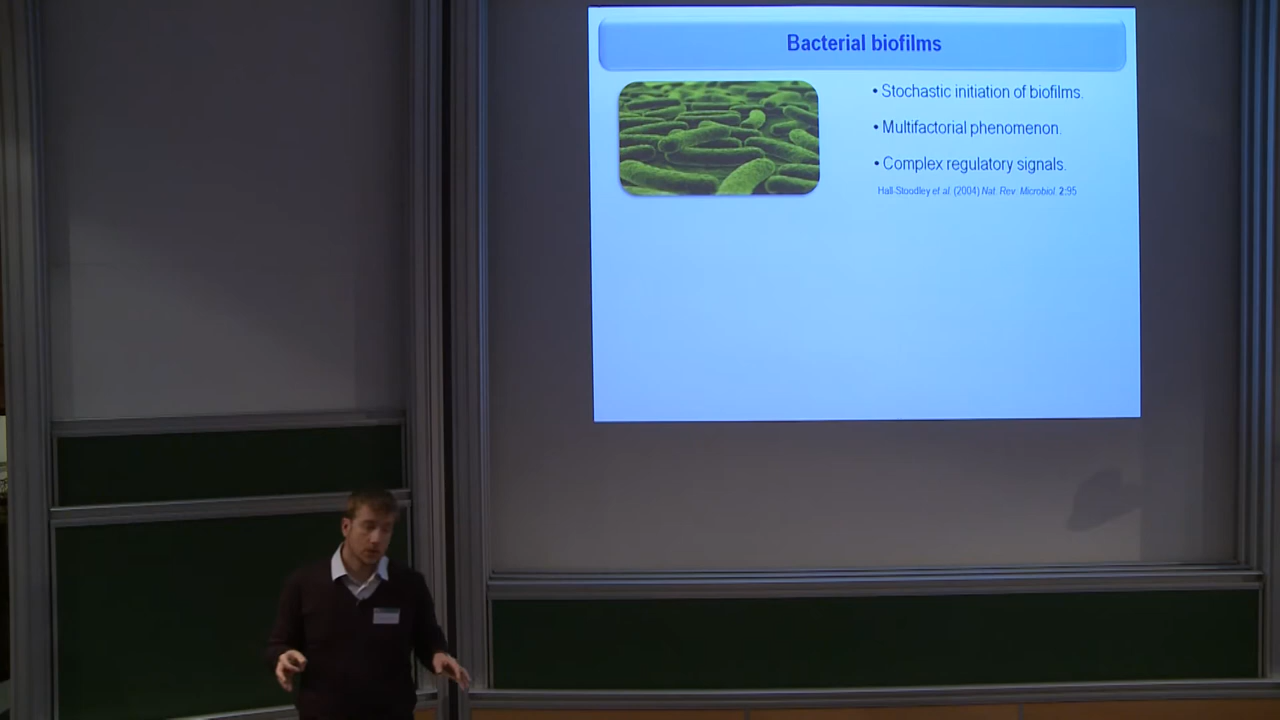 Bacterial biofilms
• Stochastic initiation of biofilms.
• Multifactorial phenomenon.
• Complex regulatory signals.
Hall-Stoodley et al. (2004) Nat. Rev. Microbiol. 2:95